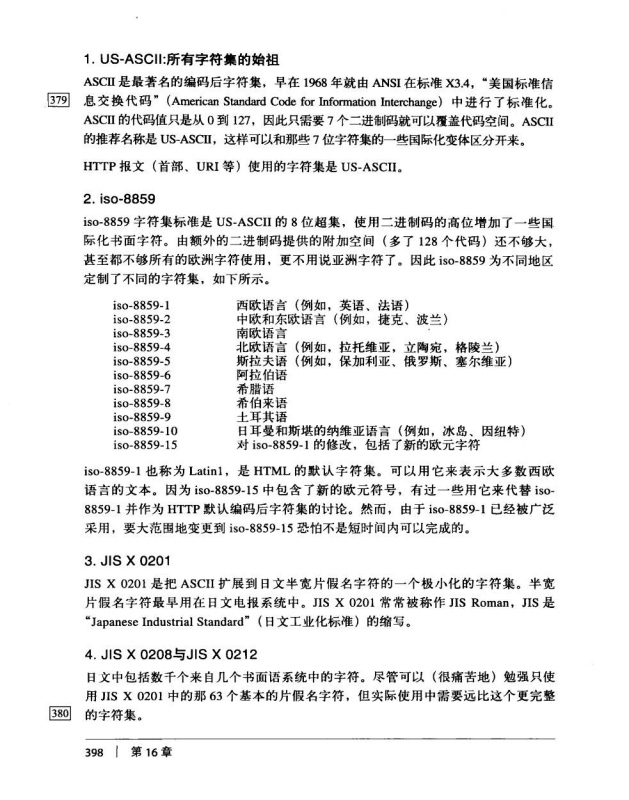 1. US-ASCII:所有字符集的始祖
ASCII 是最著名的编码后字符集，早在 1968 年就由 ANSI 在标准 X3.4，“美国标准信
379 息交换代码”（American Standard Code for Information Interchange）中进行了标准化。
ASCII 的代码值只是从 0 到 127，因此只需要 7 个二进制码就可以覆盖代码空间。ASCII
的推荐名称是 US-ASCII，这样可以和那些 7 位字符集的一些国际化变体区分开来。
HTTP 报文（首部、URI 等）使用的字符集是 US-ASCII。
2. iso-8859
iso-8859 字符集标准是 US-ASCII 的 8 位超集，使用二进制码的高位增加了一些国
际化书面字符。由额外的二进制码提供的附加空间（多了 128 个代码）还不够大，
甚至都不够所有的欧洲字符使用，更不用说亚洲字符了。因此 iso-8859 为不同地区
定制了不同的字符集，如下所示。
iso-8859-1 西欧语言（例如，英语、法语）
iso-8859-2 中欧和东欧语言（例如，捷克、波兰）
iso-8859-3 南欧语言
iso-8859-4 北欧语言（例如，拉托维亚，立陶宛，格陵兰）
iso-8859-5 斯拉夫语（例如，保加利亚、俄罗斯、塞尔维亚）
iso-8859-6 阿拉伯语
iso-8859-7 希腊语
iso-8859-8 希伯来语
iso-8859-9 土耳其语
iso-8859-10 日耳曼和斯堪的纳维亚语言（例如，冰岛、因纽特）
iso-8859-15 对 iso-8859-1 的修改，包括了新的欧元字符
iso-8859-1 也称为 Latin1，是 HTML 的默认字符集。可以用它来表示大多数西欧
语言的文本。因为 iso-8859-15 中包含了新的欧元符号，有过一些用它来代替 iso-
8859-1 并作为 HTTP 默认编码后字符集的讨论。然而，由于 iso-8859-1 已经被广泛
采用，要大范围地变更到 iso-8859-15 恐怕不是短时间内可以完成的。
3. JIS X 0201
JIS X 0201 是把 ASCII 扩展到日文半宽片假名字符的一个极小化的字符集。半宽
片假名字符最早用在日文电报系统中。JIS X 0201 常常被称作 JIS Roman，JIS 是
“Japanese Industrial Standard”（日文工业化标准）的缩写。
4. JIS X 0208与JIS X 0212
日文中包括数千个来自几个书面语系统中的字符。尽管可以（很痛苦地）勉强只使
用 JIS X 0201 中的那 63 个基本的片假名字符，但实际使用中需要远比这个更完整
380 的字符集。
398 | 第 16 章